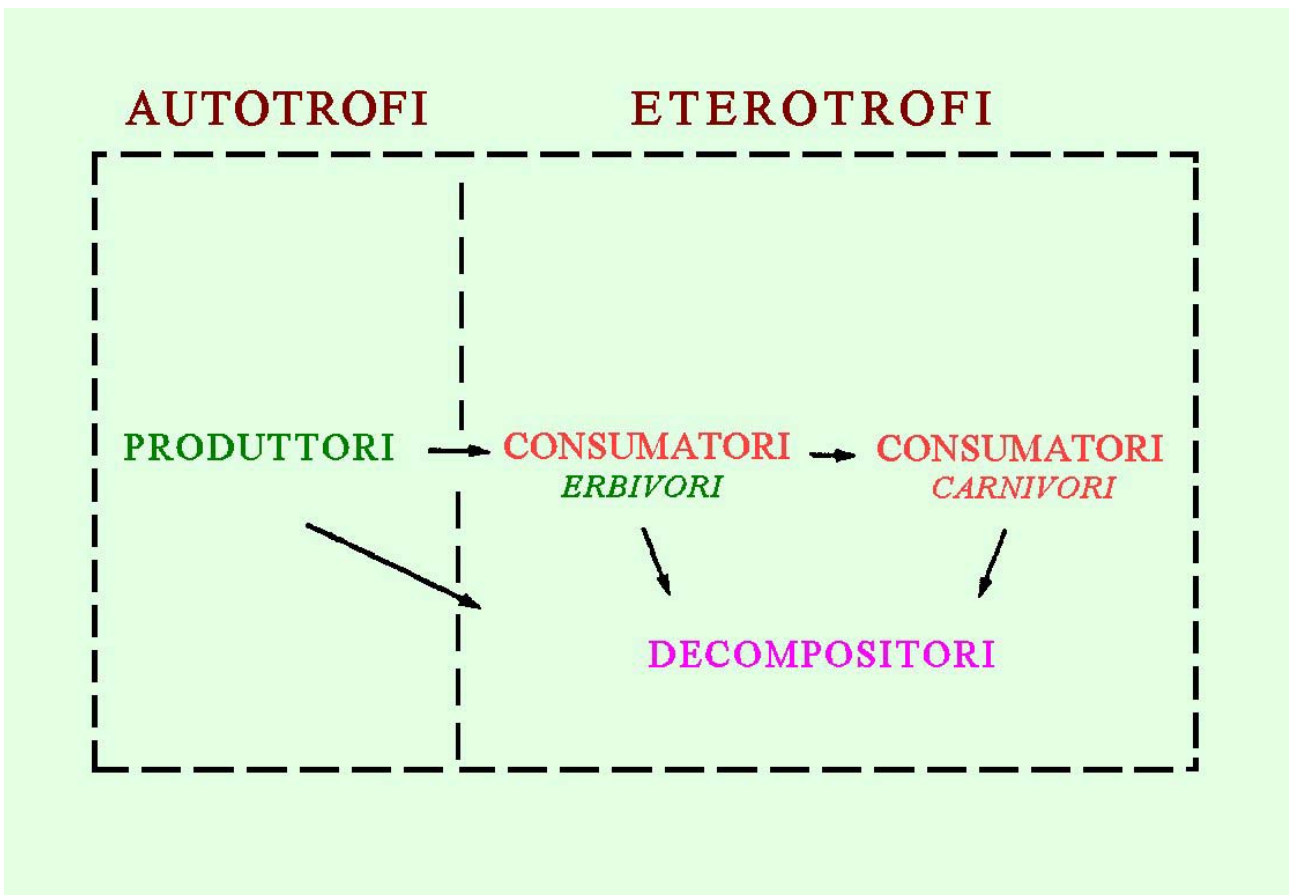 AUTOTROFI
ETEROTROFI
PRODUTTORI
CONSUMATORI
ERBIVORI
CONSUMATORI
CARNIVORI
DECOMPOSITORI